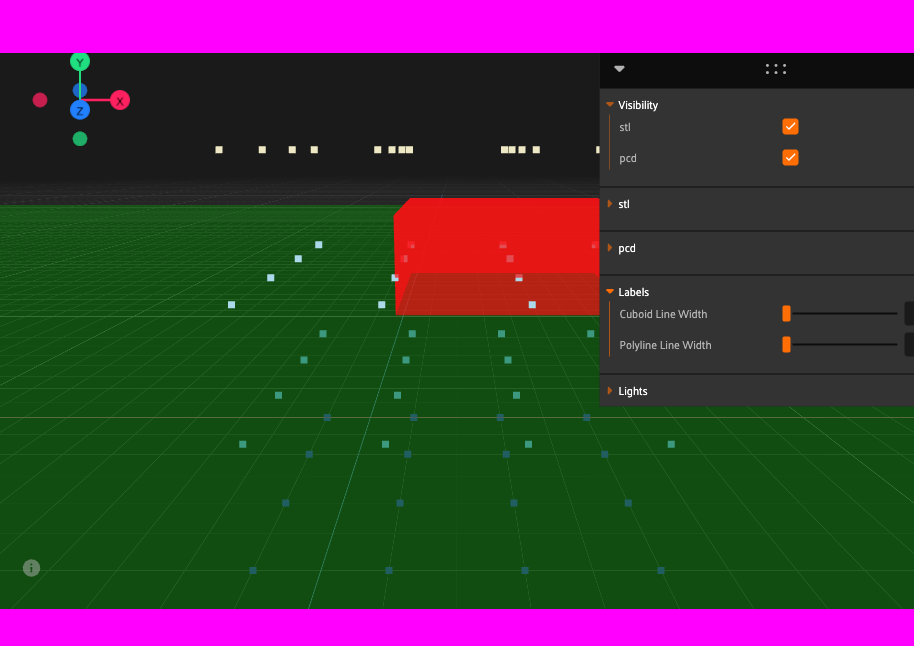 Y
X
Z
Visibility
stl
pcd
stl
pcd
Labels
Cuboid Line Width
Polyline Line Width
Lights
i